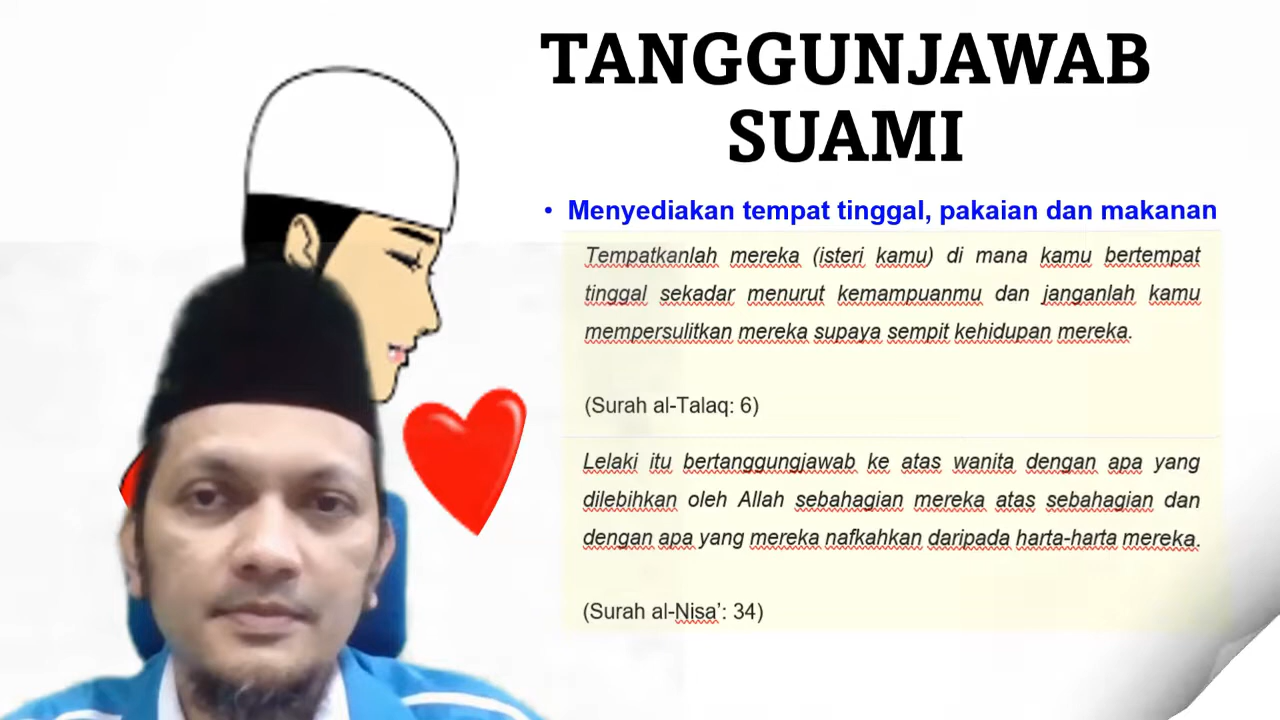 TANGGUNJAWAB
SUAMI
• Menyediakan tempat tinggal, pakaian dan makanan
Tempatkanlah mereka (isteri kamu) di mana kamu bertempat
tinggal sekadar menurut kemampuanmu dan janganlah kamu
mempersulitkan mereka supaya sempit kehidupan mereka.
(Surah al-Talaq: 6)
Lelaki itu bertanggungjawab ke atas wanita dengan apa yang
dilebihkan oleh Allah sebahagian mereka atas sebahagian dan
dengan apa yang mereka nafkahkan daripada harta-harta mereka.
(Surah al-Nisa’: 34)